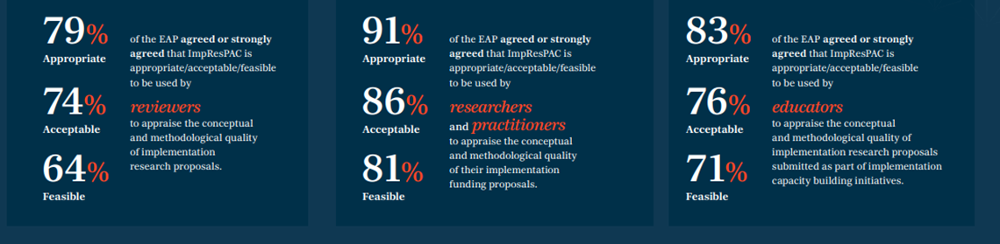 79%
Appropriate
74%
Acceptable
64%
Feasible
of the EAP agreed or strongly
agreed that ImpResPAC is
appropriate/acceptable/feasible
to be used by
reviewers
to appraise the conceptual
and methodological quality
of implementation
research proposals.
91%
Appropriate
86%
Acceptable
81%
Feasible
of the EAP agreed or strongly
agreed that ImpResPAC is
appropriate/acceptable/feasible
to be used by
researchers
and practitioners
to appraise the conceptual
and methodological quality
of their implementation
funding proposals.
83%
Appropriate
76%
Acceptable
71%
Feasible
of the EAP agreed or strongly
agreed that ImpResPAC is
appropriate/acceptable/feasible
to be used by
educators
to appraise the conceptual
and methodological quality of
implementation research proposals
submitted as part of implementation
capacity building initiatives.